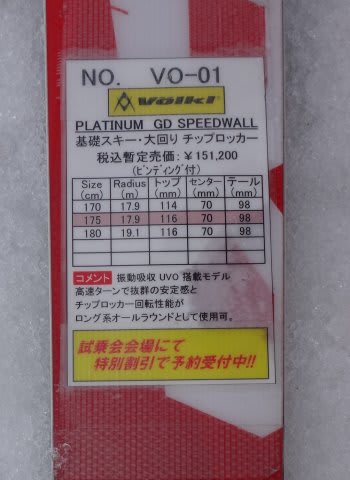 NO. VO-01
Völkl
PLATINUM GD SPEEDWALL
基礎スキー・大回り チップロッカー
税込暫定売価:￥151,200
(ビンディング付)
Size Radius トップ センター テール
(cm) (m) (mm) (mm) (mm)
170 17.9 114 70 98
175 17.9 116 70 98
180 19.1 116 70 98
コメント 振動吸収 UVO 搭載モデル
高速ターンで抜群の安定感と
チップロッカー回転性能が
ロング系オールラウンドとして使用可。
試乗会会場にて
特別割引で予約受付中!!